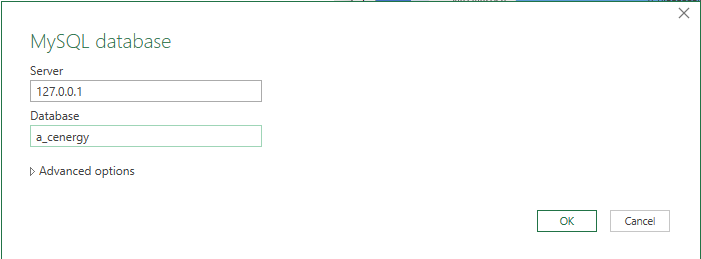 MySQL database
Server
127.0.0.1
Database
a_cenergy
Advanced options
OK
Cancel